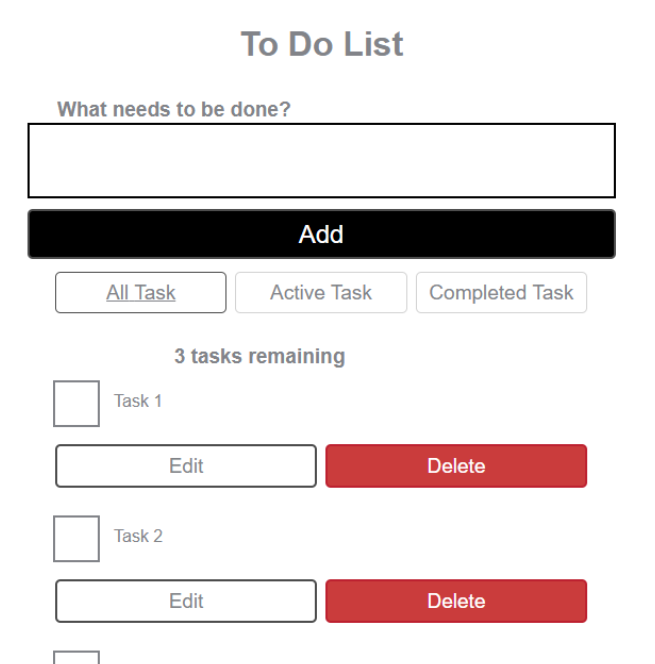 To Do List
What needs to be done?
Add
All Task Active Task Completed Task
3 tasks remaining
Task 1
Edit Delete
Task 2
Edit Delete